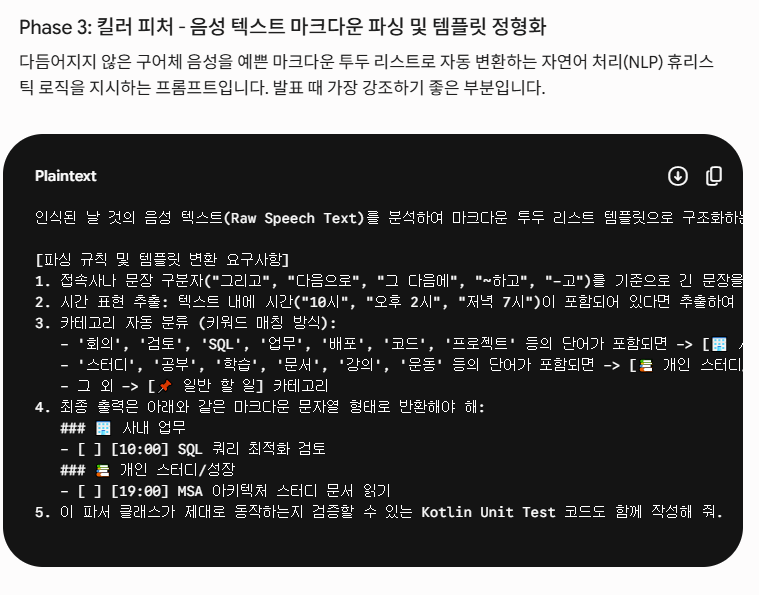 Phase 3: 킬러 피처 - 음성 텍스트 마크다운 파싱 및 템플릿 정형화
다듬어지지 않은 구어체 음성을 예쁜 마크다운 투두 리스트로 자동 변환하는 자연어 처리(NLP) 휴리스
틱 로직을 지시하는 프롬프트입니다. 발표 때 가장 강조하기 좋은 부분입니다.
Plaintext
인식된 날 것의 음성 텍스트(Raw Speech Text)를 분석하여 마크다운 투두 리스트 템플릿으로 구조화하는
[파싱 규칙 및 템플릿 변환 요구사항]
1. 접속사나 문장 구분자("그리고", "다음으로", "그 다음에", "~하고", "-고")를 기준으로 긴 문장을
2. 시간 표현 추출: 텍스트 내에 시간("10시", "오후 2시", "저녁 7시")이 포함되어 있다면 추출하여
3. 카테고리 자동 분류 (키워드 매칭 방식):
- '회의', '검토', 'SQL', '업무', '배포', '코드', '프로젝트' 등의 단어가 포함되면 -> [🏢
- '스터디', '공부', '학습', '문서', '강의', '운동' 등의 단어가 포함되면 -> [📚 개인 스터디
- 그 외 -> [📌 일반 할 일] 카테고리
4. 최종 출력은 아래와 같은 마크다운 문자열 형태로 반환해야 해:
### 🏢 사내 업무
- [ ] [10:00] SQL 쿼리 최적화 검토
### 📚 개인 스터디/성장
- [ ] [19:00] MSA 아키텍처 스터디 문서 읽기
5. 이 파서 클래스가 제대로 동작하는지 검증할 수 있는 Kotlin Unit Test 코드도 함께 작성해 줘.